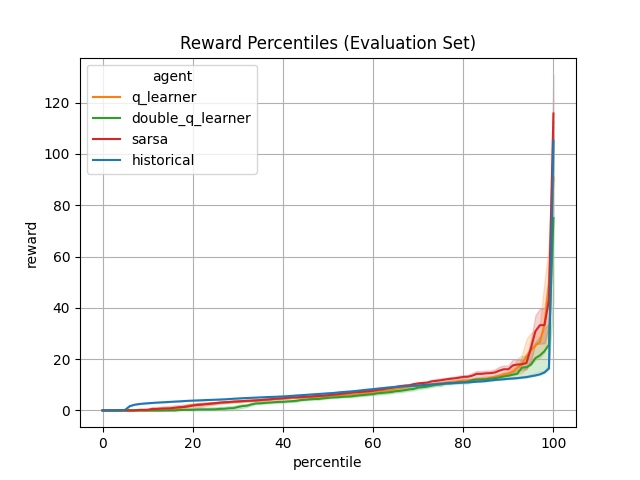 Reward Percentiles (Evaluation Set)
agent
q_learner
double_q_learner
sarsa
historical
reward
120
100
80
60
40
20
0
0 20 40 60 80 100
percentile